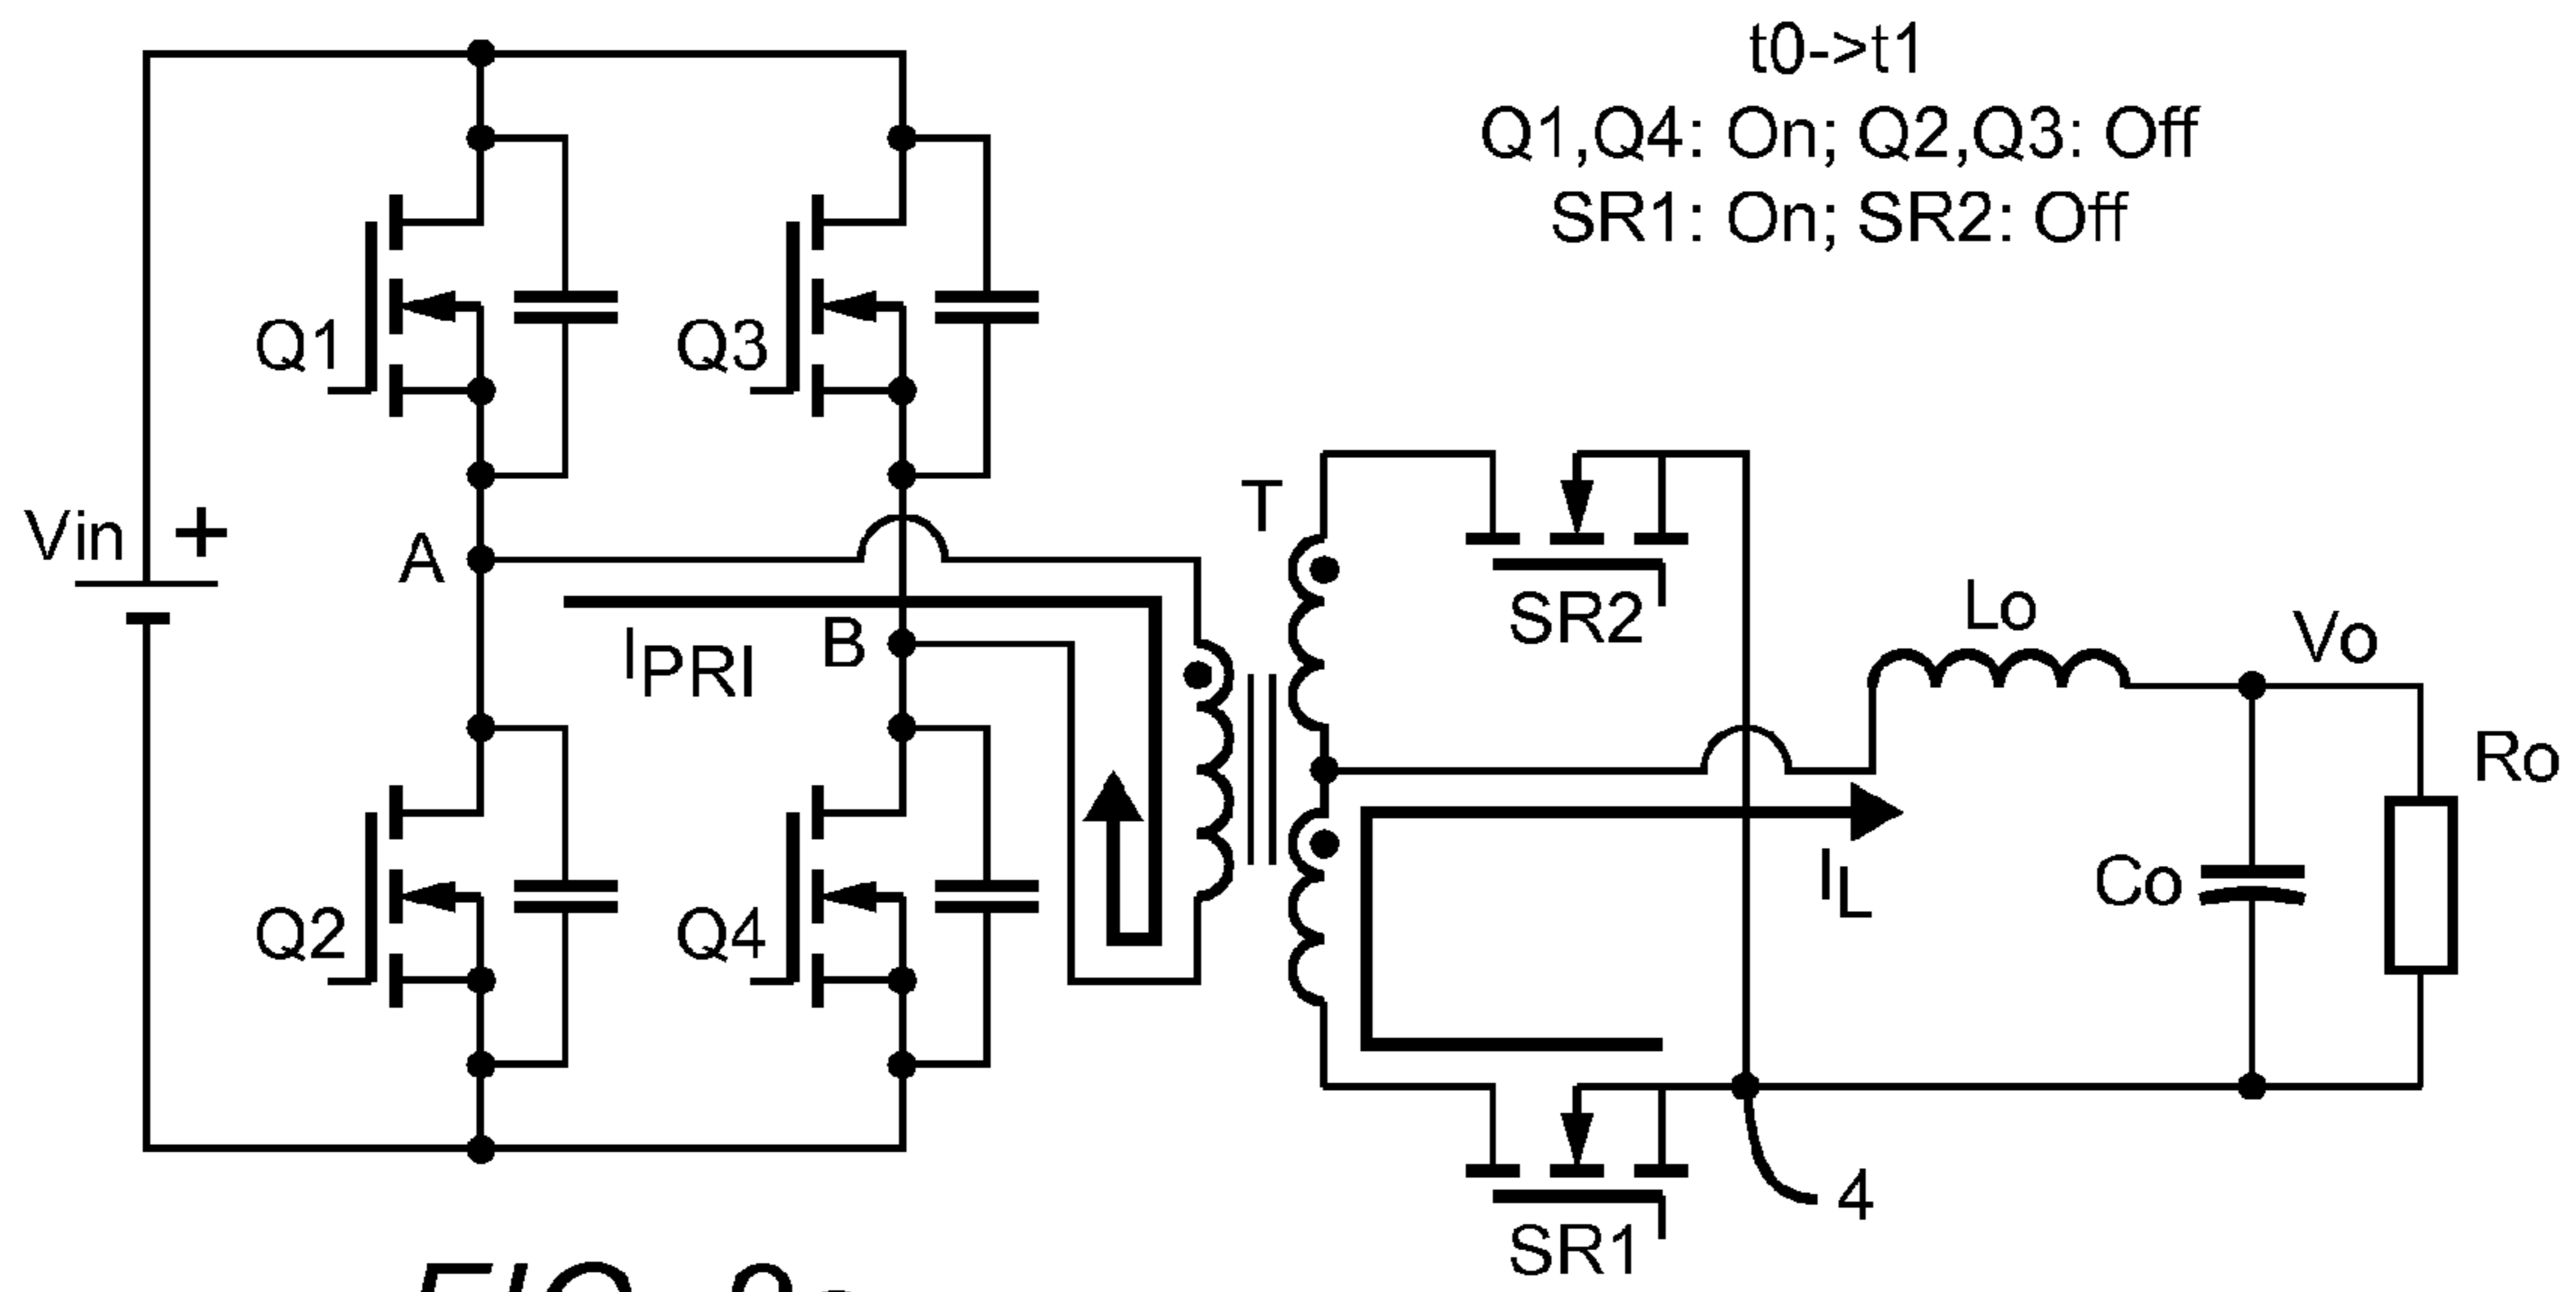 t0->t1
Q1,Q4: On; Q2,Q3: Off
SR1: On; SR2: Off
Q1
Q3
Vin +
A
T
IPRI
B
SR2
Lo
Vo
Ro
IL
Co
Q2
Q4
4
SR1